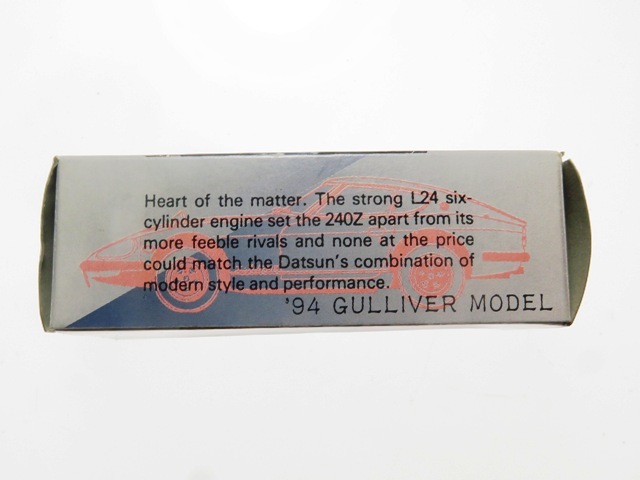 Heart of the matter. The strong L24 six-
cylinder engine set the 240Z apart from its
more feeble rivals and none at the price
could match the Datsun's combination of
modern style and performance.
'94 GULLIVER MODEL